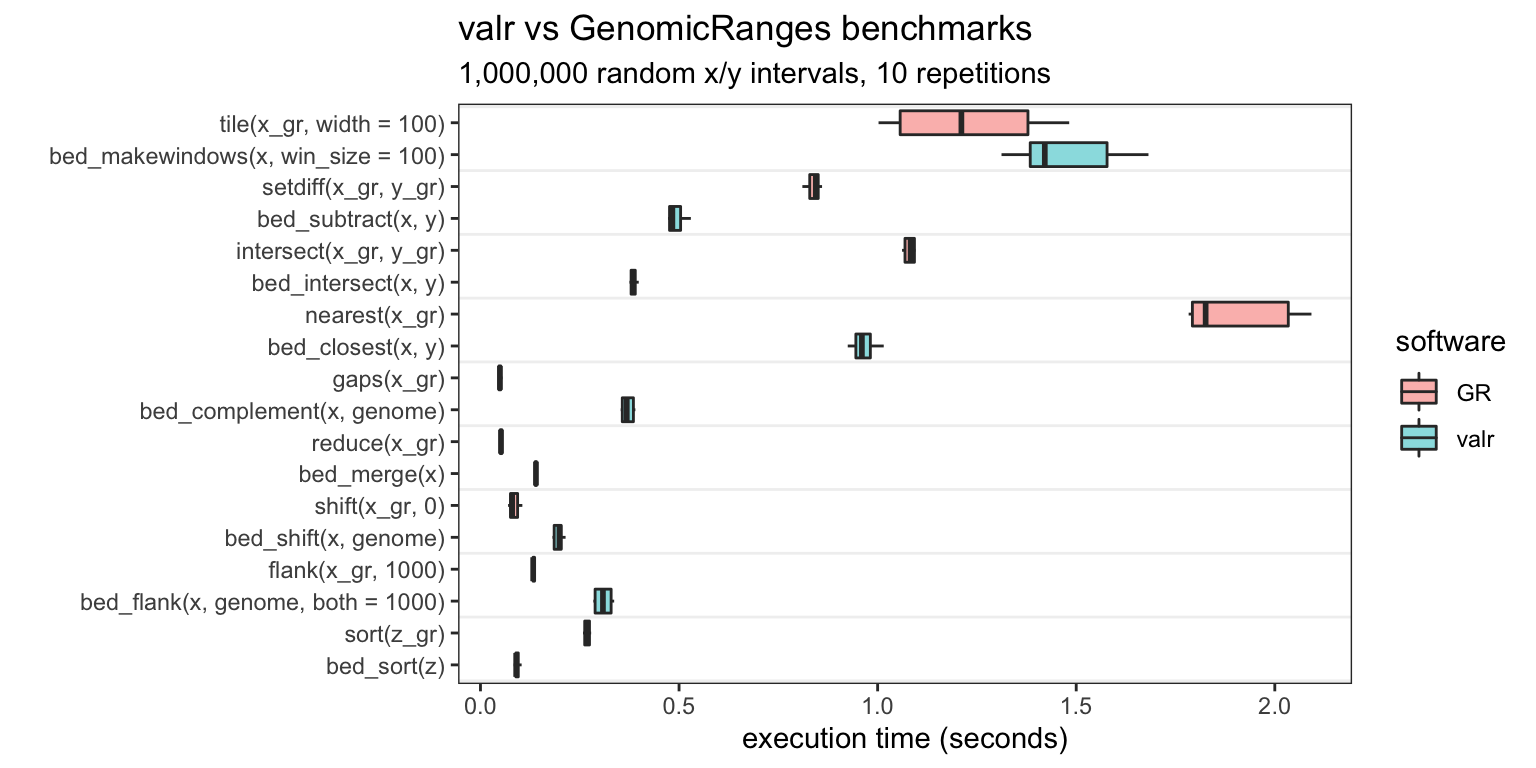 valr vs GenomicRanges benchmarks
1,000,000 random x/y intervals, 10 repetitions
tile(x_gr, width = 100)
bed_makewindows(x, win_size = 100)
setdiff(x_gr, y_gr)
bed_subtract(x, y)
intersect(x_gr, y_gr)
bed_intersect(x, y)
nearest(x_gr)
bed_closest(x, y)
gaps(x_gr)
bed_complement(x, genome)
reduce(x_gr)
bed_merge(x)
shift(x_gr, 0)
bed_shift(x, genome)
flank(x_gr, 1000)
bed_flank(x, genome, both = 1000)
sort(z_gr)
bed_sort(z)
0.0 0.5 1.0 1.5 2.0
execution time (seconds)
software
GR
valr